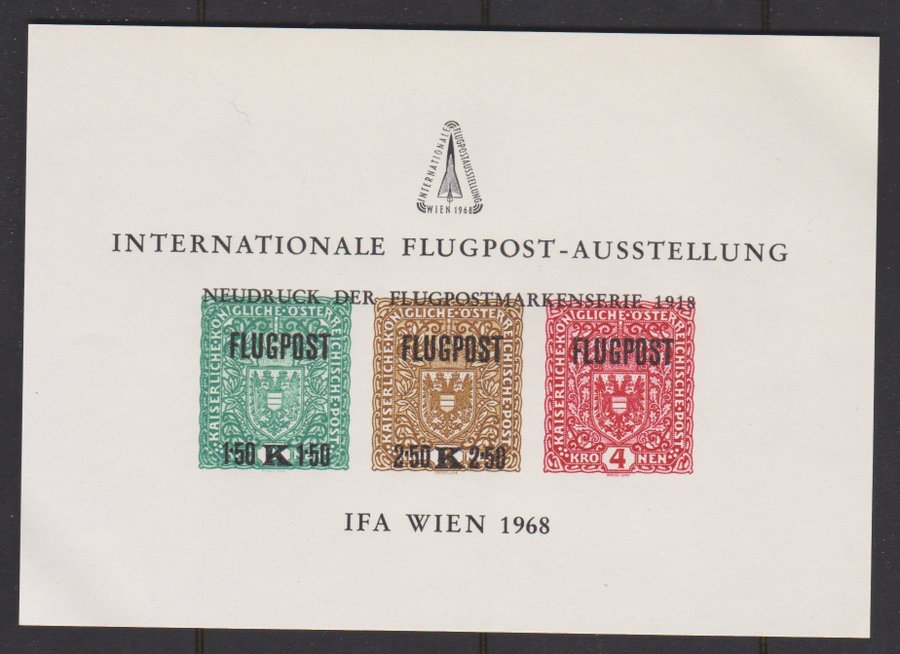 INTERNATIONALE FLUGPOSTAUSSTELLUNG
WIEN 1968
INTERNATIONALE FLUGPOST-AUSSTELLUNG
NEUDRUCK DER FLUGPOSTMARKENSERIE 1918
KAISERLICHE·KÖNIGLICHE·ÖSTERREICHISCHE·POST
FLUGPOST
1·50 K 1·50
KAISERLICHE·KÖNIGLICHE·ÖSTERREICHISCHE·POST
FLUGPOST
2·50 K 2·50
KAISERLICHE·KÖNIGLICHE·ÖSTERREICHISCHE·POST
FLUGPOST
KRO 4 NEN
IFA WIEN 1968